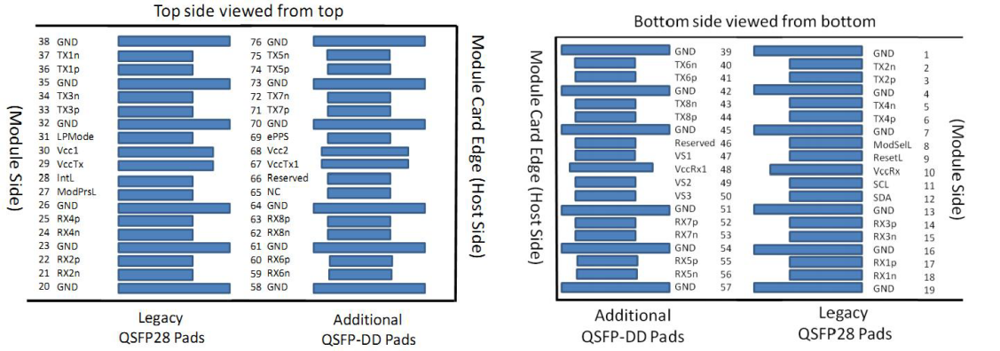 Top side viewed from top
38 GND 76 GND
37 TX1n 75 TX5n
36 TX1p 74 TX5p
35 GND 73 GND
34 TX3n 72 TX7n
33 TX3p 71 TX7p
32 GND 70 GND
31 LPMode 69 ePPS
30 Vcc1 68 Vcc2
29 VccTx 67 VccTx1
28 IntL 66 Reserved
27 ModPrsL 65 NC
26 GND 64 GND
25 RX4p 63 RX8p
24 RX4n 62 RX8n
23 GND 61 GND
22 RX2p 60 RX6p
21 RX2n 59 RX6n
20 GND 58 GND
(Module Side)
Module Card Edge (Host Side)
Legacy
QSFP28 Pads
Additional
QSFP-DD Pads
Bottom side viewed from bottom
GND 39 GND 1
TX6n 40 TX2n 2
TX6p 41 TX2p 3
GND 42 GND 4
TX8n 43 TX4n 5
TX8p 44 TX4p 6
GND 45 GND 7
Reserved 46 ModSelL 8
VS1 47 ResetL 9
VccRx1 48 VccRx 10
VS2 49 SCL 11
VS3 50 SDA 12
GND 51 GND 13
RX7p 52 RX3p 14
RX7n 53 RX3n 15
GND 54 GND 16
RX5p 55 RX1p 17
RX5n 56 RX1n 18
GND 57 GND 19
Module Card Edge (Host Side)
(Module Side)
Additional
QSFP-DD Pads
Legacy
QSFP28 Pads